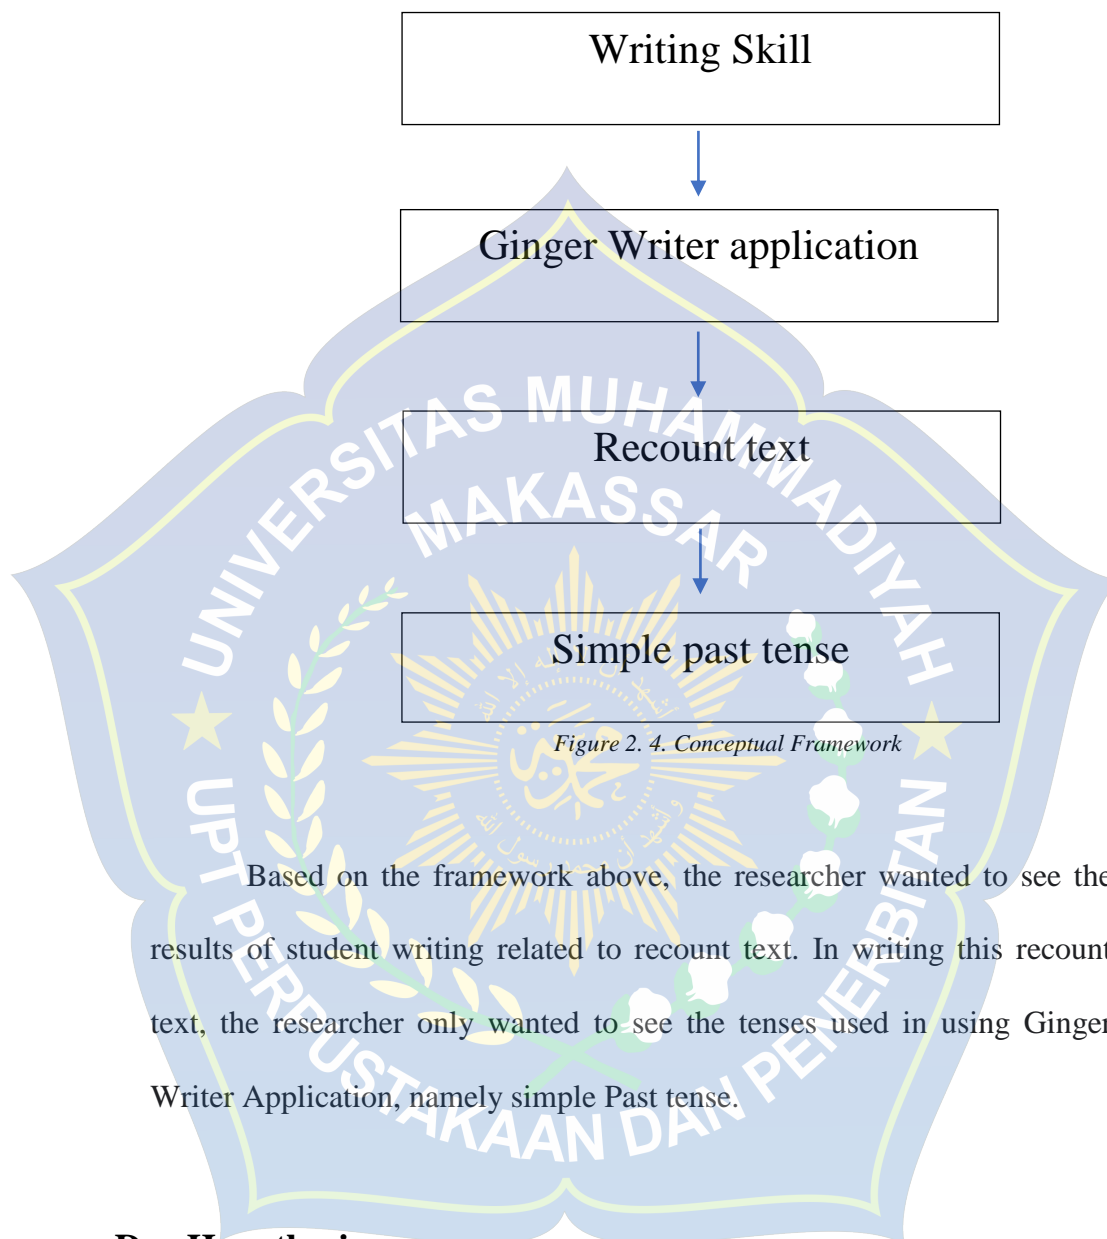 Writing Skill
Ginger Writer application
Recount text
Simple past tense
Figure 2. 4. Conceptual Framework
Based on the framework above, the researcher wanted to see the
results of student writing related to recount text. In writing this recount
text, the researcher only wanted to see the tenses used in using Ginger
Writer Application, namely simple Past tense.
UNIVERSITAS MUHAMMADIYAH
MAKASSAR
UPT PERPUSTAKAAN DAN PENERBITAN